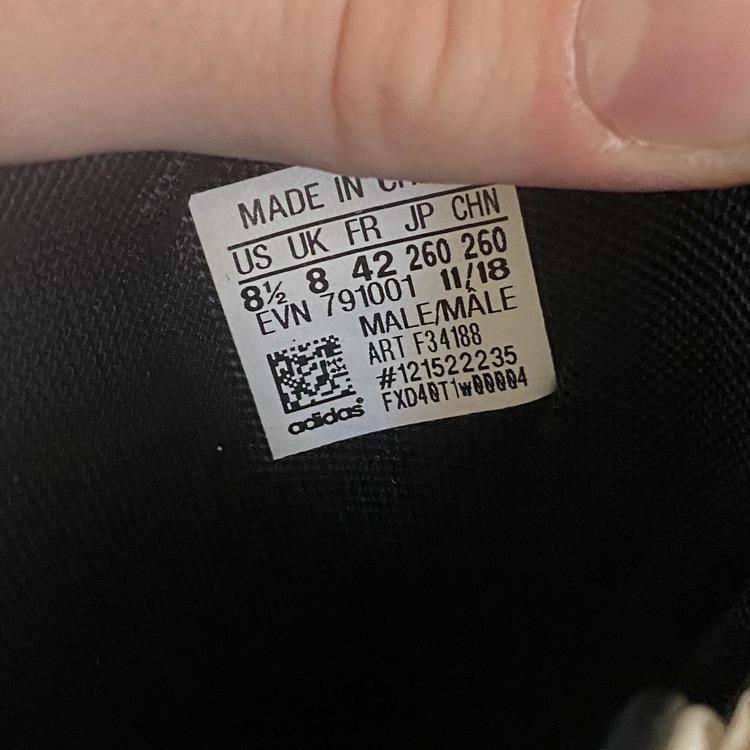 MADE IN
US UK FR JP CHN
8½ 8 42 260 260
EVN 791001 11/18
MALE/MÂLE
ART F34188
#121522235
FXD40T1w00004
adidas®